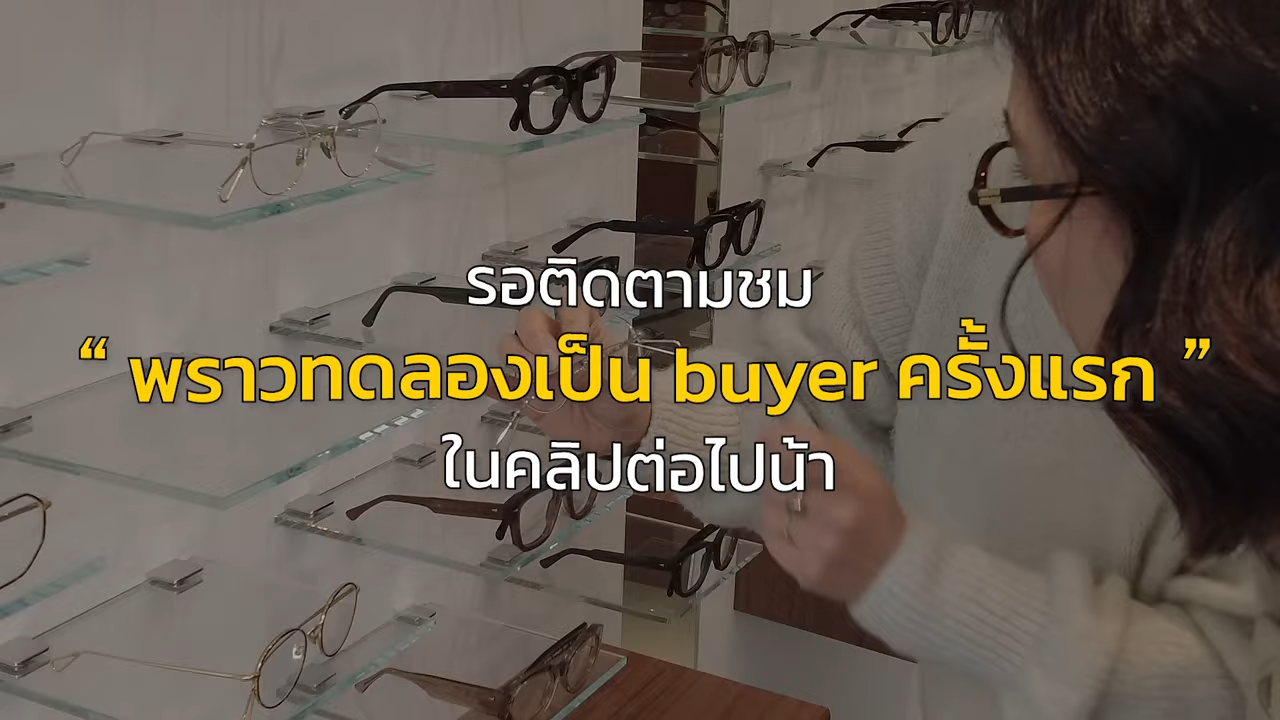 รอติดตามชม
“ พราวทดลองเป็น buyer ครั้งแรก ”
ในคลิปต่อไปน้า